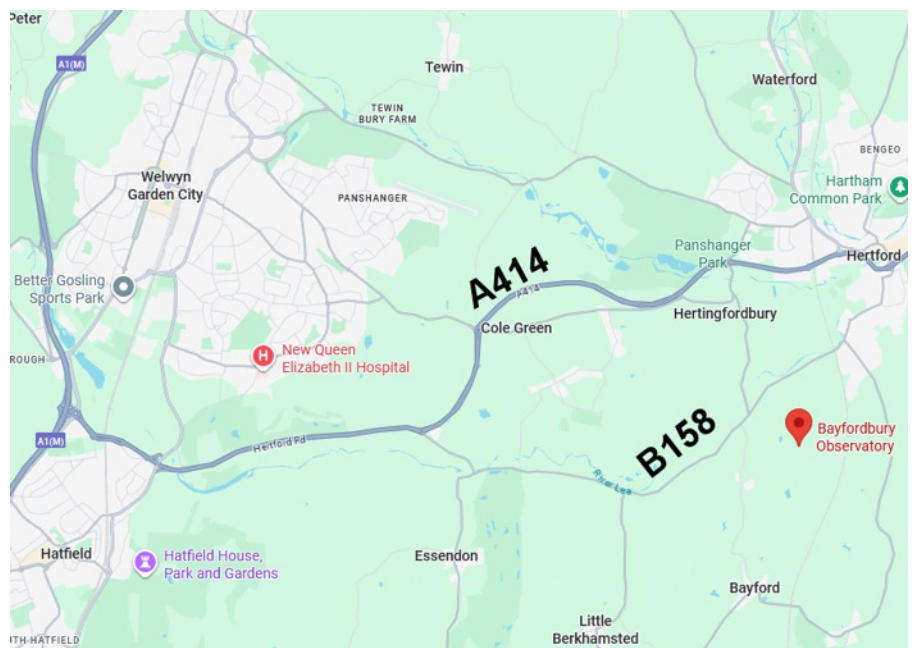 Peter
A1(M)
Tewin
Waterford
TEWIN
BURY FARM
BENGEO
Welwyn
Garden City
PANSHANGER
Hartham
Common Park
Panshanger
Park
Hertford
Better Gosling
Sports Park
A414
A414
Cole Green
Hertingfordbury
ROUGH
H
New Queen
Elizabeth II Hospital
B158
Bayfordbury
Observatory
A1(M)
Hertford Rd
River Lea
Hatfield
Hatfield House,
Park and Gardens
Essendon
Bayford
Little
Berkhamsted
UTH HATFIELD